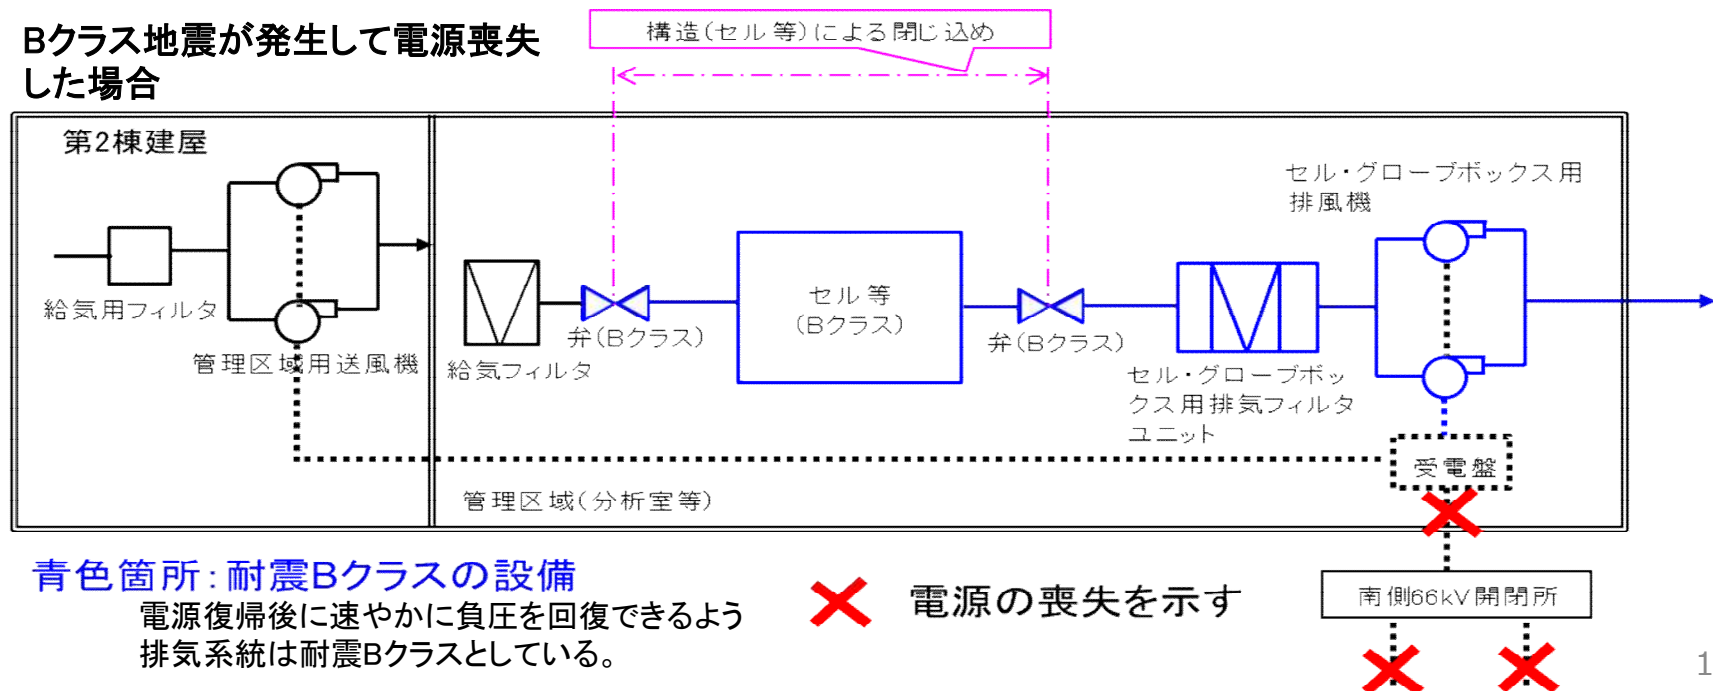 Bクラス地震が発生して電源喪失
した場合
構造(セル等)による閉じ込め
第2棟建屋
セル・グローブボックス用
排風機
給気用フィルタ
管理区域用送風機
給気フィルタ
弁(Bクラス)
セル等
(Bクラス)
弁(Bクラス)
セル・グローブボッ
クス用排気フィルタ
ユニット
受電盤
管理区域(分析室等)
青色箇所:耐震Bクラスの設備
電源復帰後に速やかに負圧を回復できるよう
排気系統は耐震Bクラスとしている。
電源の喪失を示す
南側66kV開閉所
1